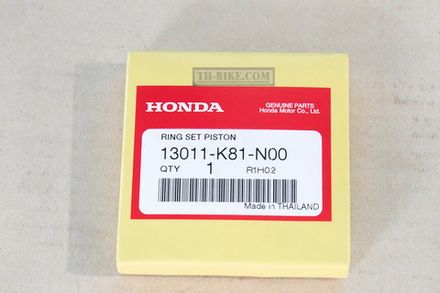 TH-BIKE.COM
HONDA
GENUINE PARTS
Honda Motor Co., Ltd.
RING SET PISTON
13011-K81-N00
QTY 1 R1H02
Made in THAILAND